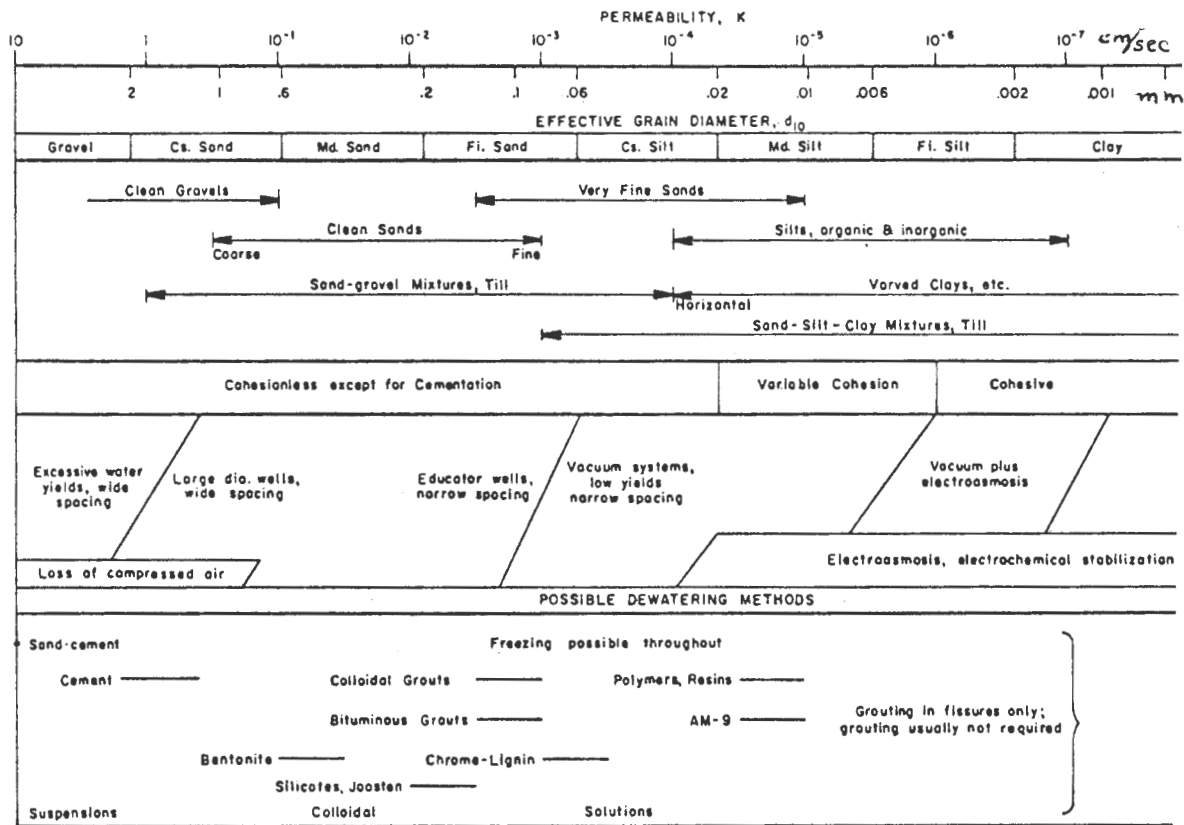 PERMEABILITY, K
10 1 10⁻¹ 10⁻² 10⁻³ 10⁻⁴ 10⁻⁵ 10⁻⁶ 10⁻⁷ cm/sec
2 1 .6 .2 .1 .06 .02 .01 .006 .002 .001 mm
EFFECTIVE GRAIN DIAMETER, d₁₀
Gravel Cs. Sand Md. Sand Fi. Sand Cs. Silt Md. Silt Fi. Silt Clay
Clean Gravels Very Fine Sands
Clean Sands Silts, organic & inorganic
Coarse Fine
Sand-gravel Mixtures, Till Varved Clays, etc.
Horizontal
Sand-Silt-Clay Mixtures, Till
Cohesionless except for Cementation Variable Cohesion Cohesive
Excessive water
yields, wide
spacing
Large dia. wells,
wide spacing
Educator wells,
narrow spacing
Vacuum systems,
low yields
narrow spacing
Vacuum plus
electroasmosis
Loss of compressed air
Electroasmosis, electrochemical stabilization
POSSIBLE DEWATERING METHODS
Sand-cement Freezing possible throughout
Cement Colloidal Grouts Polymers, Resins
Bituminous Grouts AM-9
Grouting in fissures only;
grouting usually not required
Bentonite Chrome-Lignin
Silicates, Joosten
Suspensions Colloidal Solutions